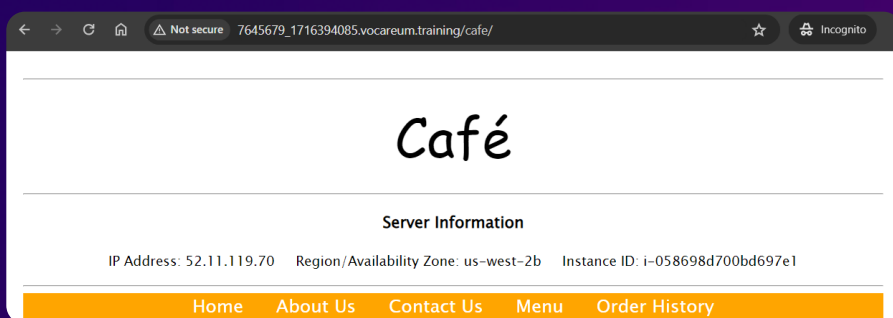 Not secure 7645679_1716394085.vocareum.training/cafe/ Incognito
Café
Server Information
IP Address: 52.11.119.70 Region/Availability Zone: us-west-2b Instance ID: i-058698d700bd697e1
Home About Us Contact Us Menu Order History